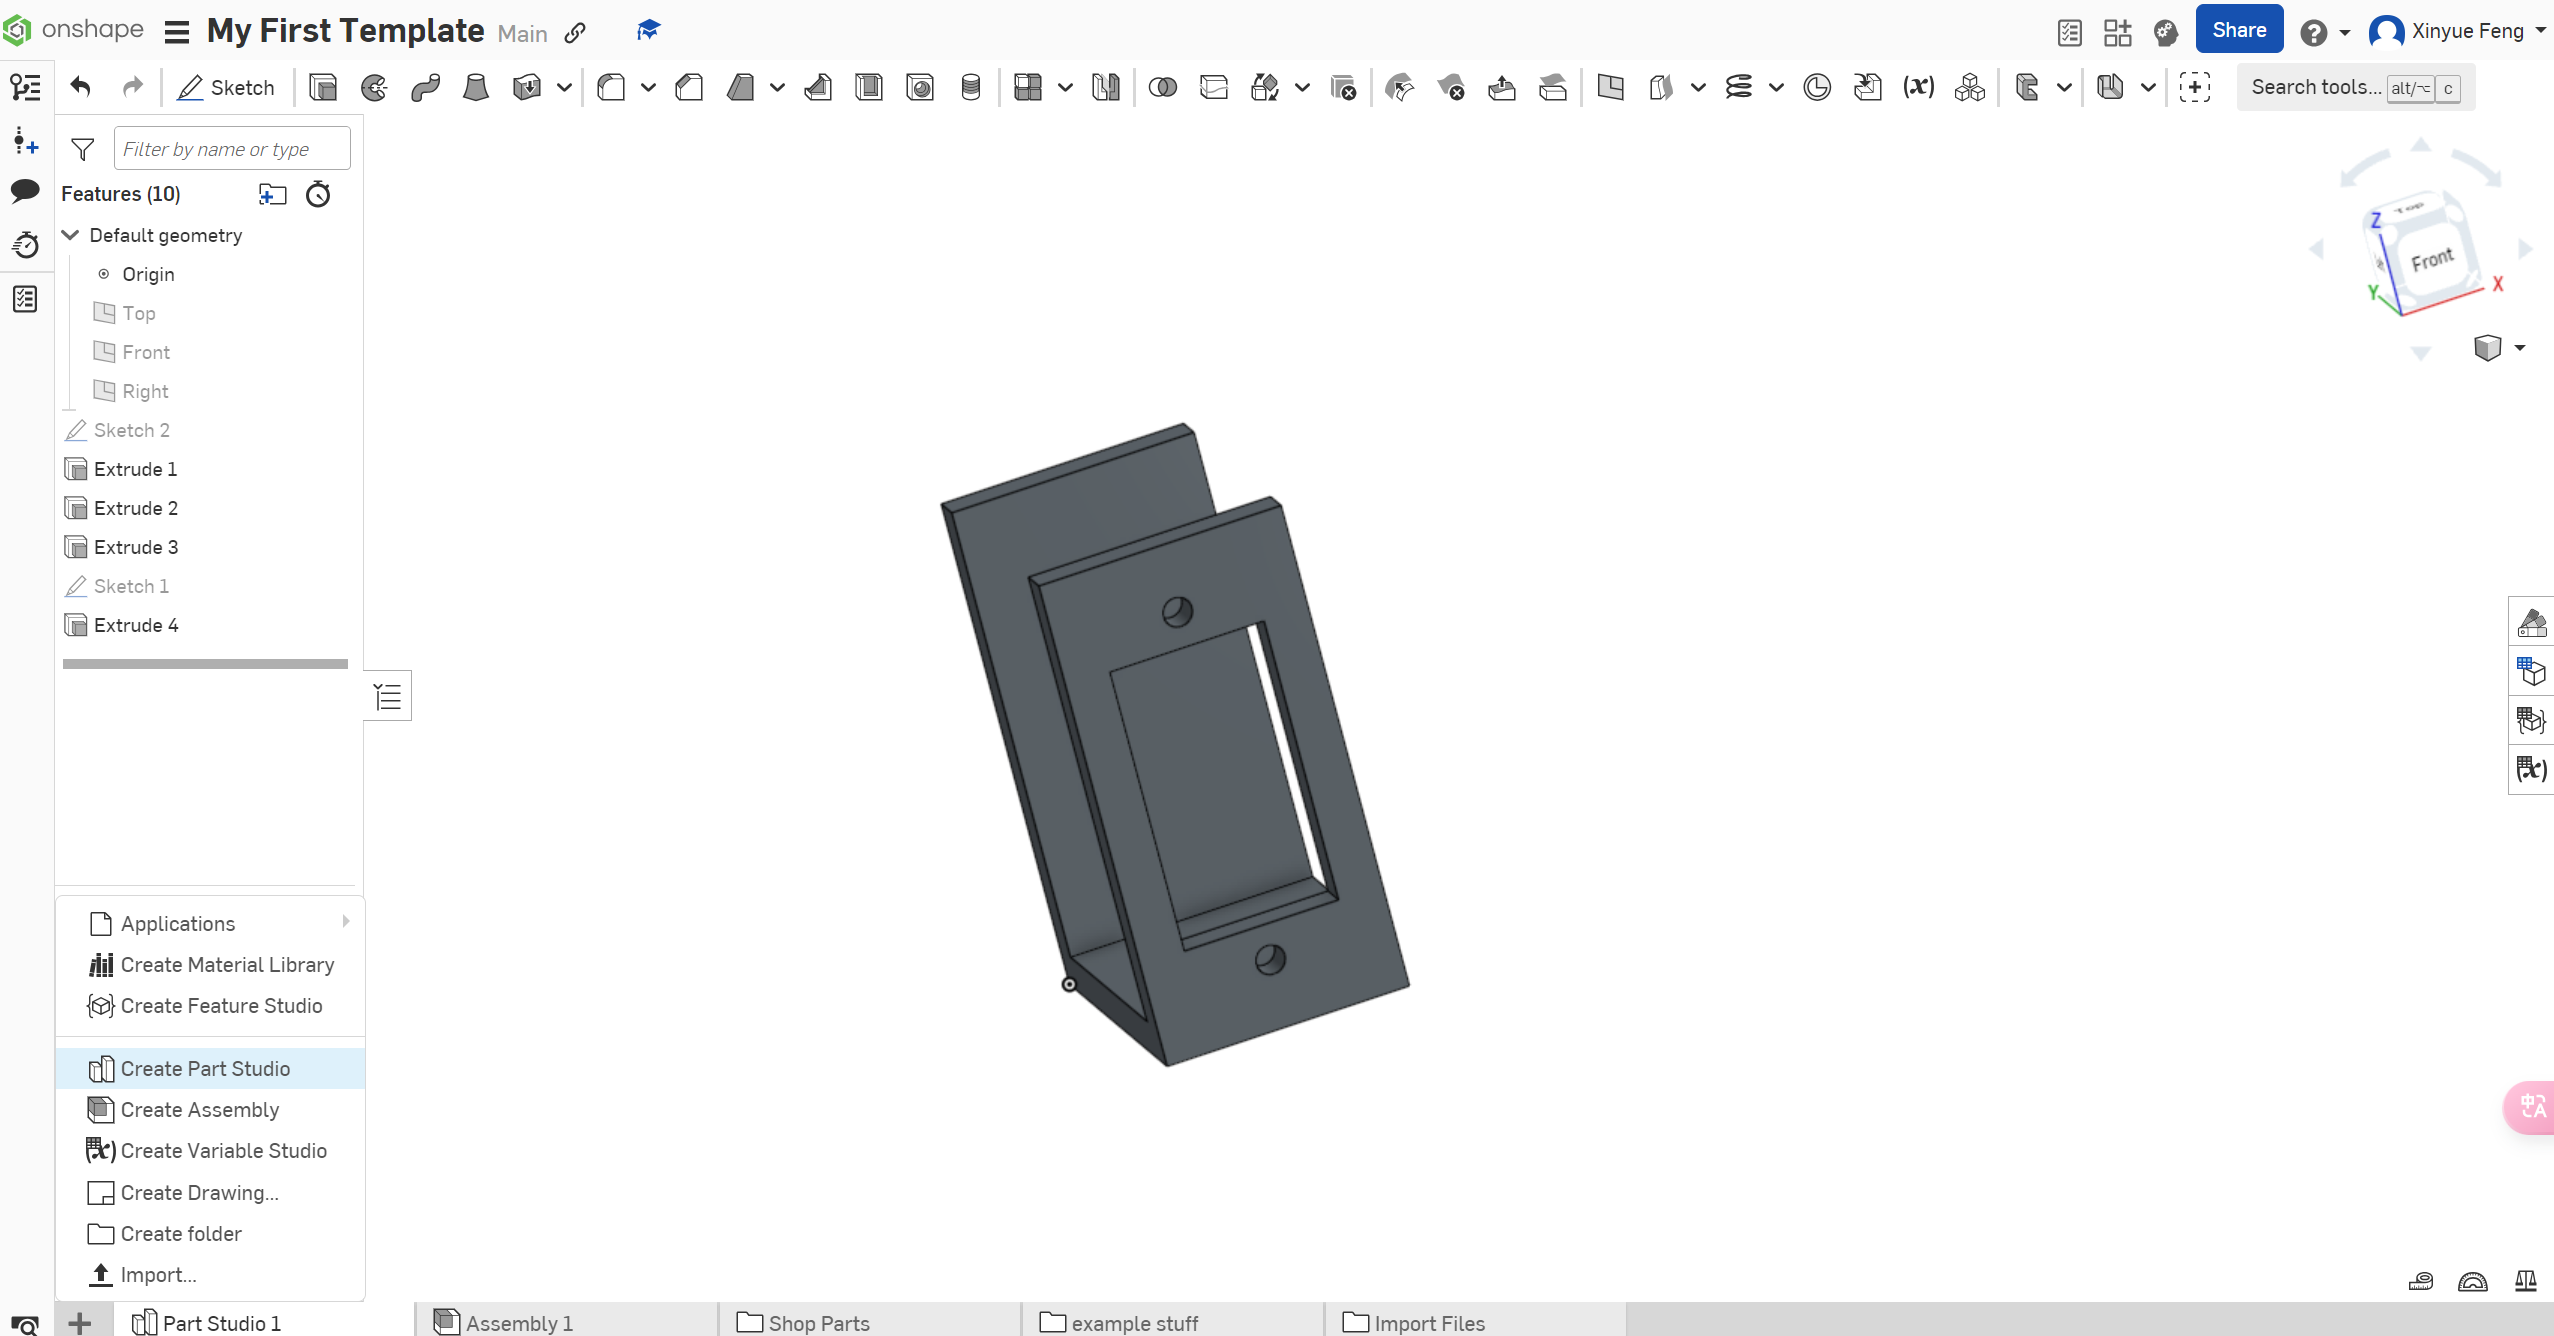 onshape My First Template Main Share Xinyue Feng
Sketch (x) Search tools... alt/⌥ c
Filter by name or type
Features (10)
Default geometry
Origin
Top
Front
Right
Sketch 2
Extrude 1
Extrude 2
Extrude 3
Sketch 1
Extrude 4
Top
Z
Front
X
Y
(x)
中A
Applications
Create Material Library
Create Feature Studio
Create Part Studio
Create Assembly
Create Variable Studio
Create Drawing...
Create folder
Import...
Part Studio 1 Assembly 1 Shop Parts example stuff Import Files